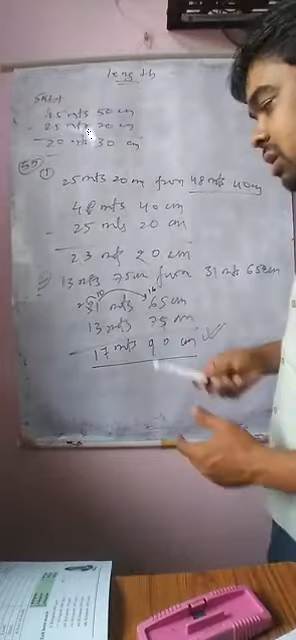 length
45 mts 50 cm
- 25 mts 20 cm
20 mts 30 cm
① 25 mts 20 cm from 48 mts 40 cm
48 mts 40 cm
- 25 mts 20 cm
23 mts 20 cm
13 mts 75 cm from 31 mts 65 cm
10 16
31 mts 65 cm
13 mts 75 cm
17 mts 90 cm